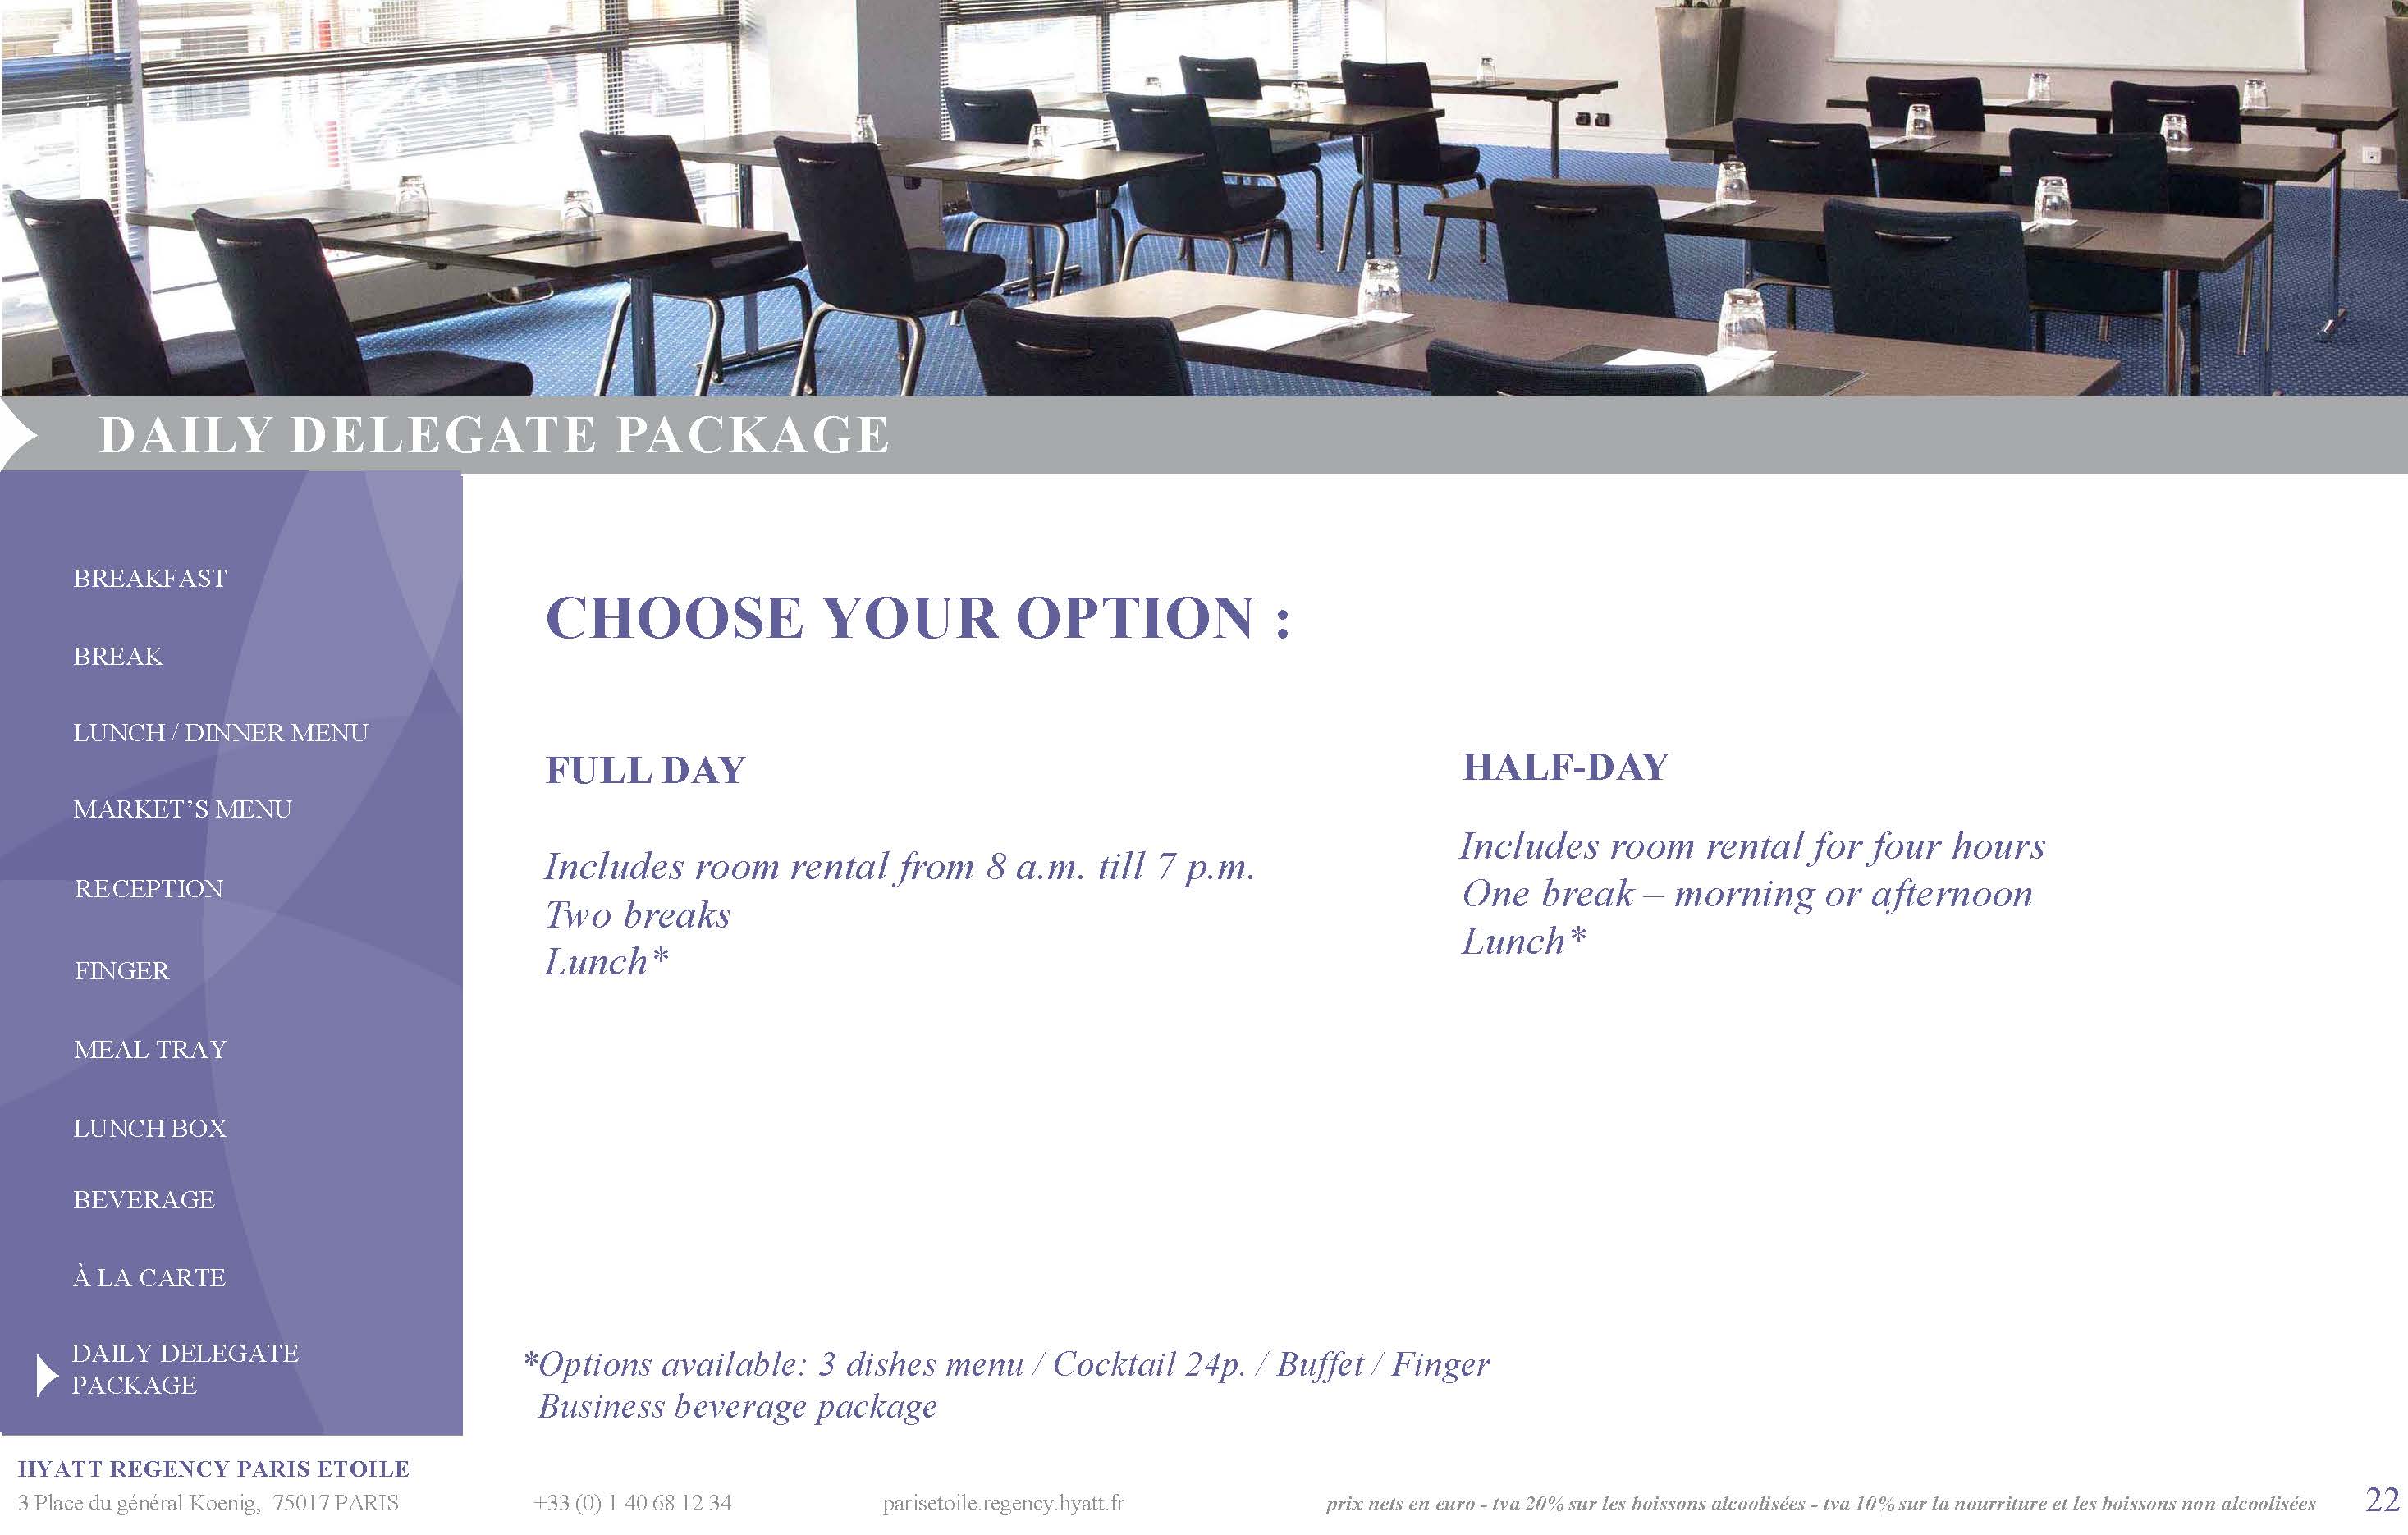 DAILY DELEGATE PACKAGE
BREAKFAST
BREAK
LUNCH / DINNER MENU
MARKET’S MENU
RECEPTION
FINGER
MEAL TRAY
LUNCH BOX
BEVERAGE
À LA CARTE
DAILY DELEGATE
PACKAGE
CHOOSE YOUR OPTION :
FULL DAY
Includes room rental from 8 a.m. till 7 p.m.
Two breaks
Lunch*
HALF-DAY
Includes room rental for four hours
One break – morning or afternoon
Lunch*
*Options available: 3 dishes menu / Cocktail 24p. / Buffet / Finger
Business beverage package
HYATT REGENCY PARIS ETOILE
3 Place du général Koenig, 75017 PARIS
+33 (0) 1 40 68 12 34
parisetoile.regency.hyatt.fr
prix nets en euro - tva 20% sur les boissons alcoolisées - tva 10% sur la nourriture et les boissons non alcoolisées
22